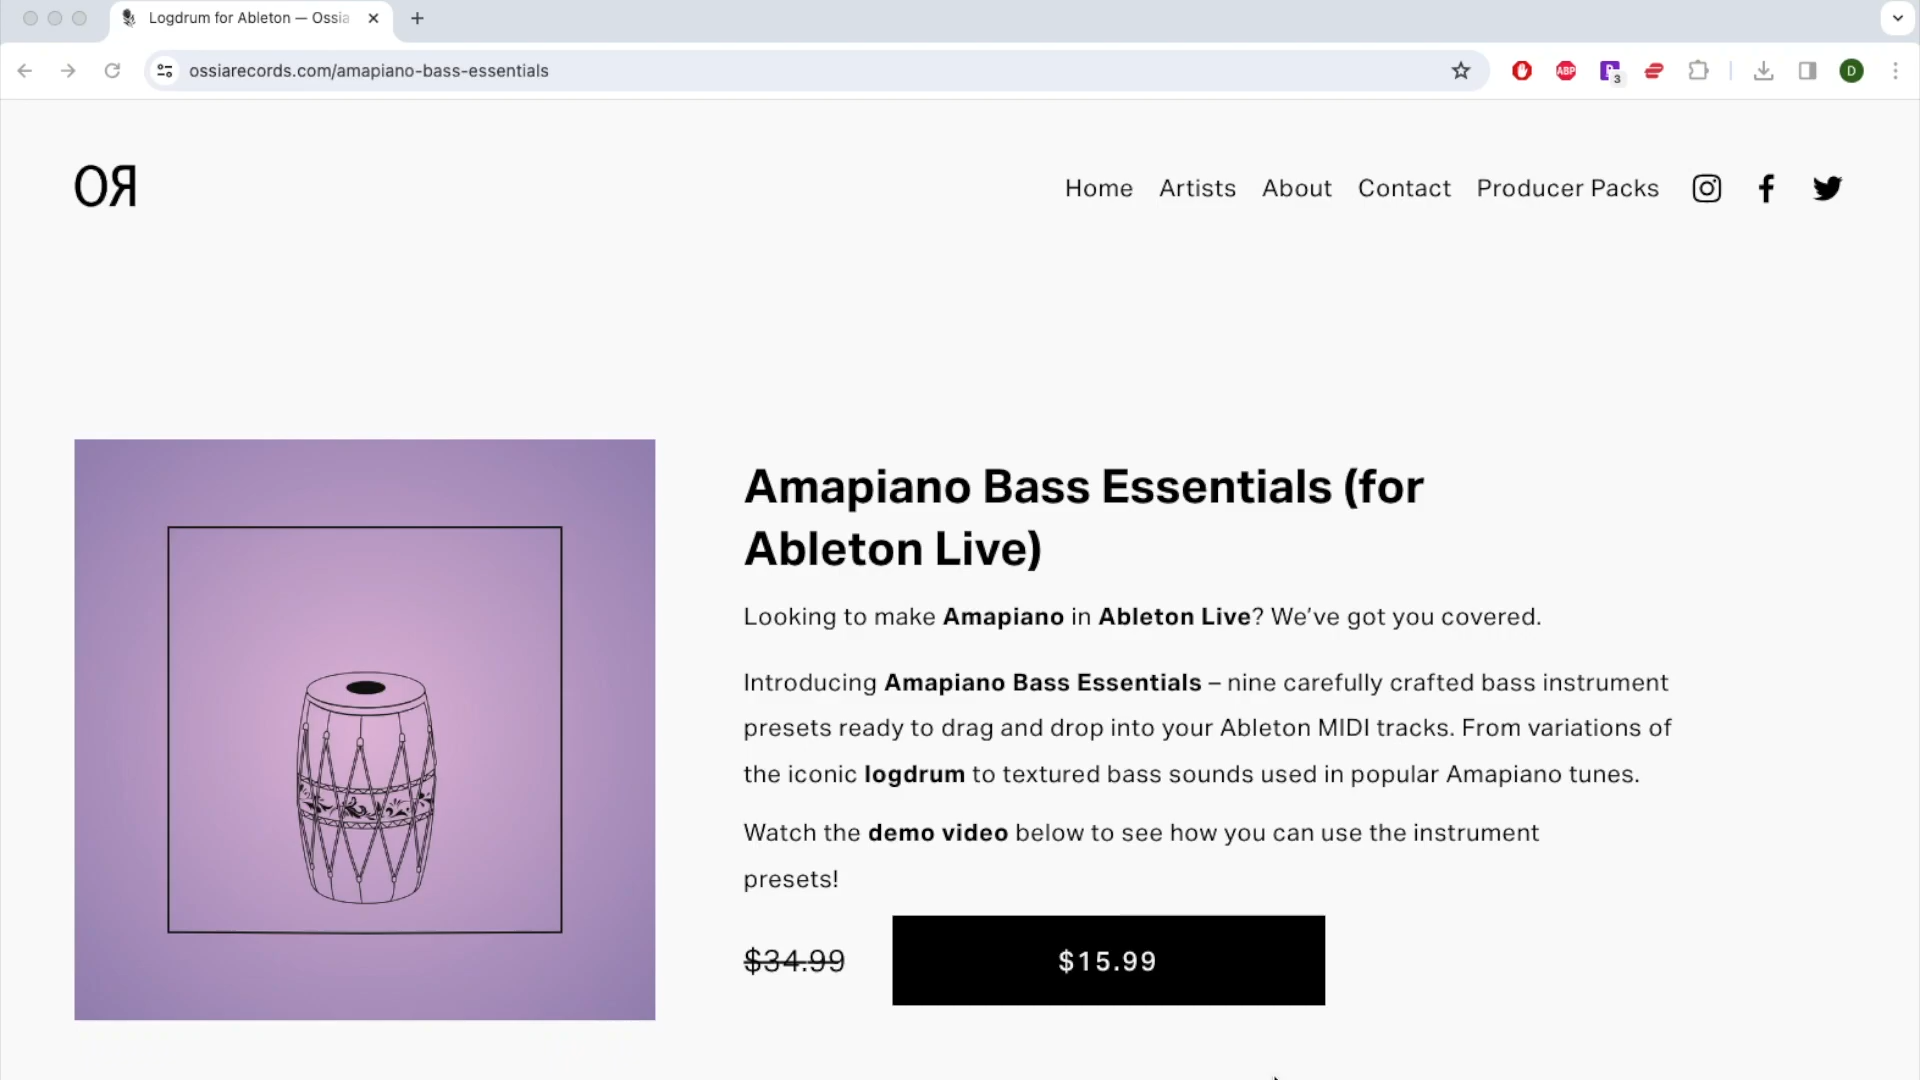 Logdrum for Ableton — Ossia
ossiarecords.com/amapiano-bass-essentials
ABP
3
D
OЯ
Home Artists About Contact Producer Packs
Amapiano Bass Essentials (for
Ableton Live)
Looking to make Amapiano in Ableton Live? We’ve got you covered.
Introducing Amapiano Bass Essentials – nine carefully crafted bass instrument
presets ready to drag and drop into your Ableton MIDI tracks. From variations of
the iconic logdrum to textured bass sounds used in popular Amapiano tunes.
Watch the demo video below to see how you can use the instrument
presets!
$34.99 $15.99